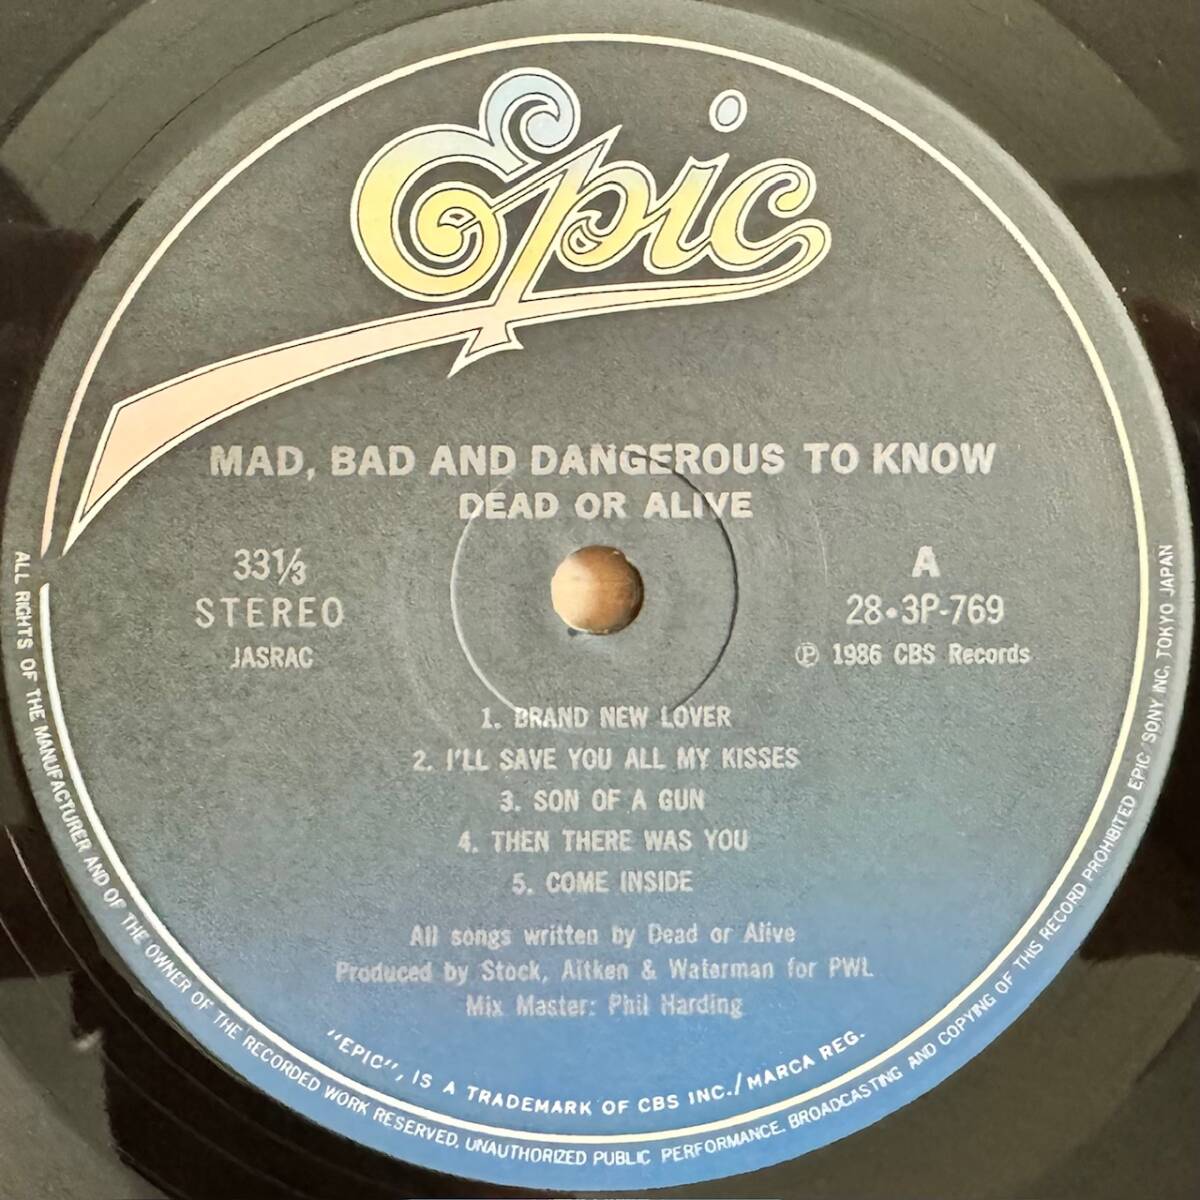 Epic
MAD, BAD AND DANGEROUS TO KNOW
DEAD OR ALIVE
33⅓
STEREO
JASRAC
A
28•3P-769
Ⓟ 1986 CBS Records
1. BRAND NEW LOVER
2. I'LL SAVE YOU ALL MY KISSES
3. SON OF A GUN
4. THEN THERE WAS YOU
5. COME INSIDE
All songs written by Dead or Alive
Produced by Stock, Aitken & Waterman for PWL
Mix Master: Phil Harding
"EPIC", IS A TRADEMARK OF CBS INC./MARCA REG.
ALL RIGHTS OF THE MANUFACTURER AND OF THE OWNER OF THE RECORDED WORK RESERVED. UNAUTHORIZED PUBLIC PERFORMANCE. BROADCASTING AND COPYING OF THIS RECORD PROHIBITED EPIC/SONY INC. TOKYO JAPAN